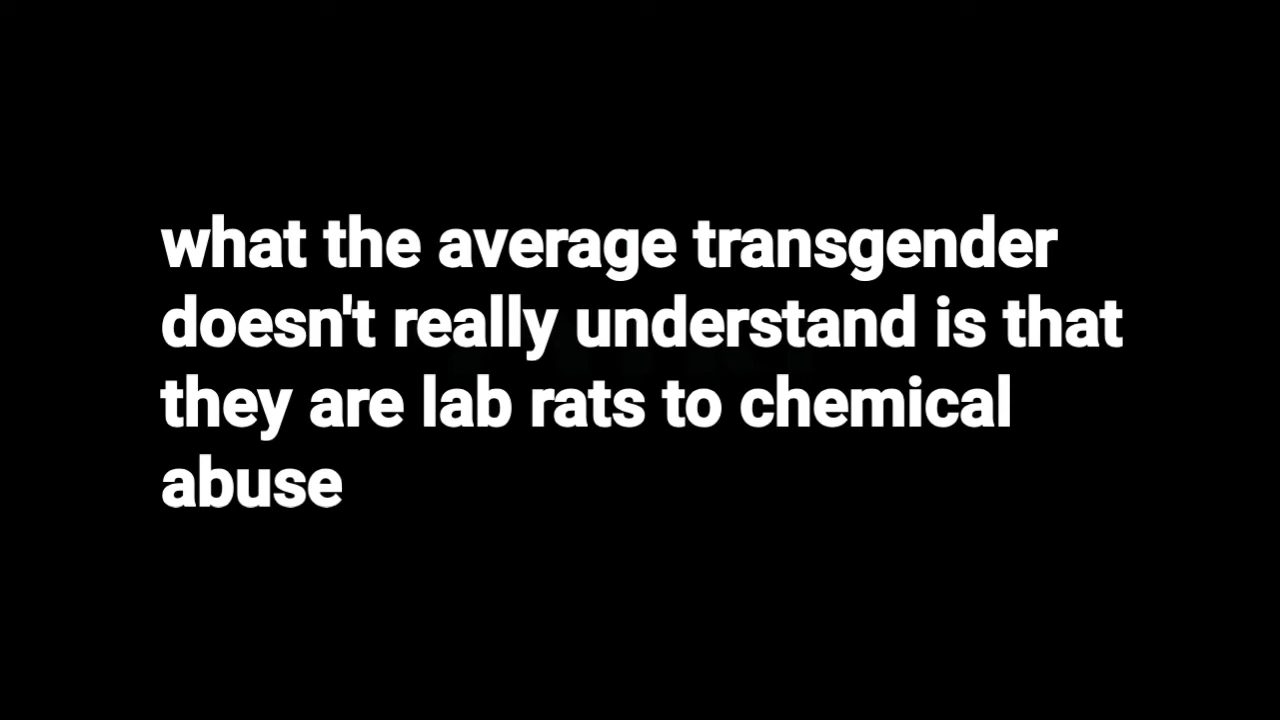 what the average transgender
doesn't really understand is that
they are lab rats to chemical
abuse